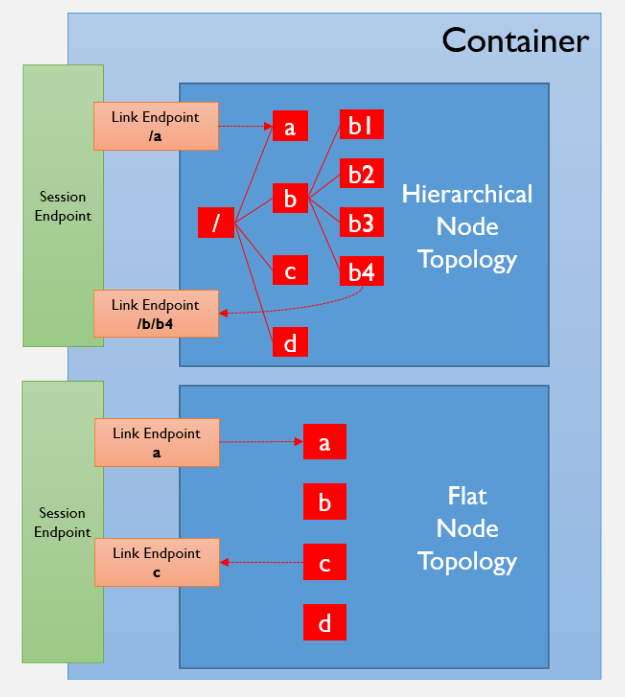 Container
Session
Endpoint
Link Endpoint
/a
Link Endpoint
/b/b4
/
a
b
c
d
b1
b2
b3
b4
Hierarchical
Node
Topology
Session
Endpoint
Link Endpoint
a
Link Endpoint
c
a
b
c
d
Flat
Node
Topology